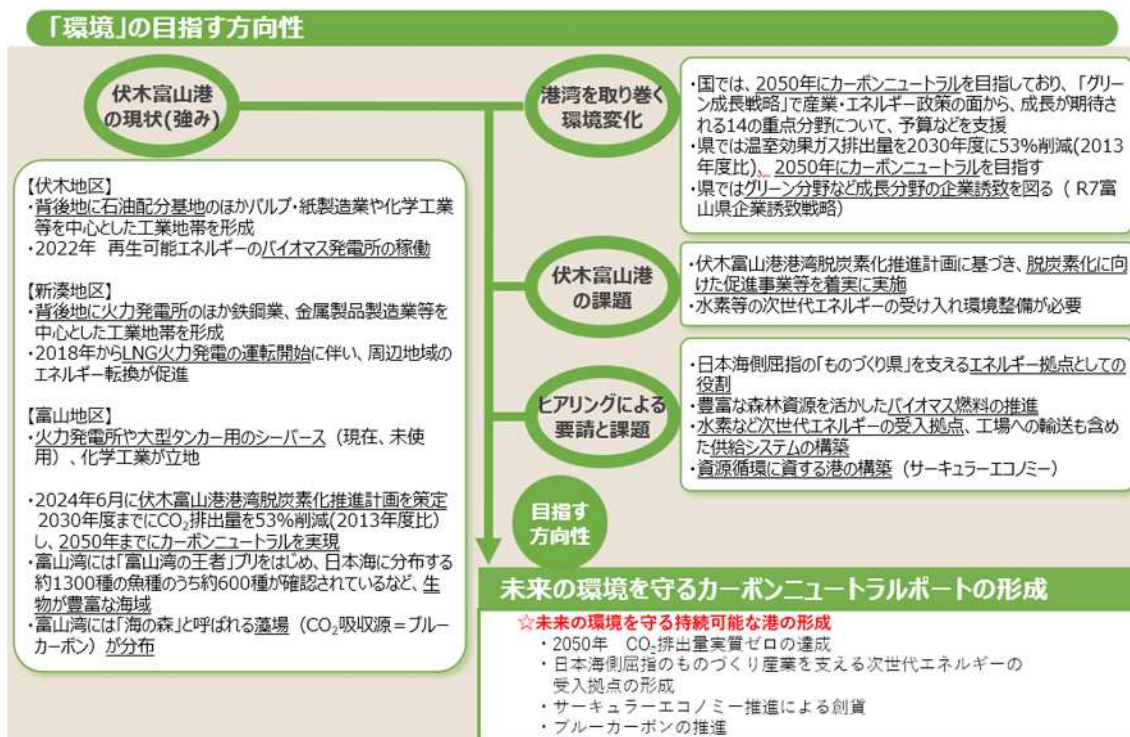 「環境」の目指す方向性
伏木富山港
の現状(強み)
【伏木地区】
・背後地に石油配分基地のほかパルプ・紙製造業や化学工業
等を中心とした工業地帯を形成
・2022年 再生可能エネルギーのバイオマス発電所の稼働
【新湊地区】
・背後地に火力発電所のほか鉄鋼業、金属製品製造業等を
中心とした工業地帯を形成
・2018年からLNG火力発電の運転開始に伴い、周辺地域の
エネルギー転換が促進
【富山地区】
・火力発電所や大型タンカー用のシーバース（現在、未使
用）、化学工業が立地
・2024年6月に伏木富山港港湾脱炭素化推進計画を策定
2030年度までにCO₂排出量を53%削減(2013年度比)
し、2050年までにカーボンニュートラルを実現
・富山湾には「富山湾の王者」ブリをはじめ、日本海に分布する
約1300種の魚種のうち約600種が確認されているなど、生
物が豊富な海域
・富山湾には「海の森」と呼ばれる藻場（CO₂吸収源＝ブルー
カーボン）が分布
港湾を取り巻く
環境変化
・国では、2050年にカーボンニュートラルを目指しており、「グリー
ン成長戦略」で産業・エネルギー政策の面から、成長が期待
される14の重点分野について、予算などを支援
・県では温室効果ガス排出量を2030年度に53%削減(2013
年度比)、2050年にカーボンニュートラルを目指す
・県ではグリーン分野など成長分野の企業誘致を図る（ R7富
山県企業誘致戦略）
伏木富山港
の課題
・伏木富山港港湾脱炭素化推進計画に基づき、脱炭素化に向
けた促進事業等を着実に実施
・水素等の次世代エネルギーの受け入れ環境整備が必要
ヒアリングによる
要請と課題
・日本海側屈指の「ものづくり県」を支えるエネルギー拠点としての
役割
・豊富な森林資源を活かしたバイオマス燃料の推進
・水素など次世代エネルギーの受入拠点、工場への輸送も含め
た供給システムの構築
・資源循環に資する港の構築（サーキュラーエコノミー）
目指す
方向性
未来の環境を守るカーボンニュートラルポートの形成
☆未来の環境を守る持続可能な港の形成
・2050年 CO₂排出量実質ゼロの達成
・日本海側屈指のものづくり産業を支える次世代エネルギーの
受入拠点の形成
・サーキュラーエコノミー推進による創貨
・ブルーカーボンの推進